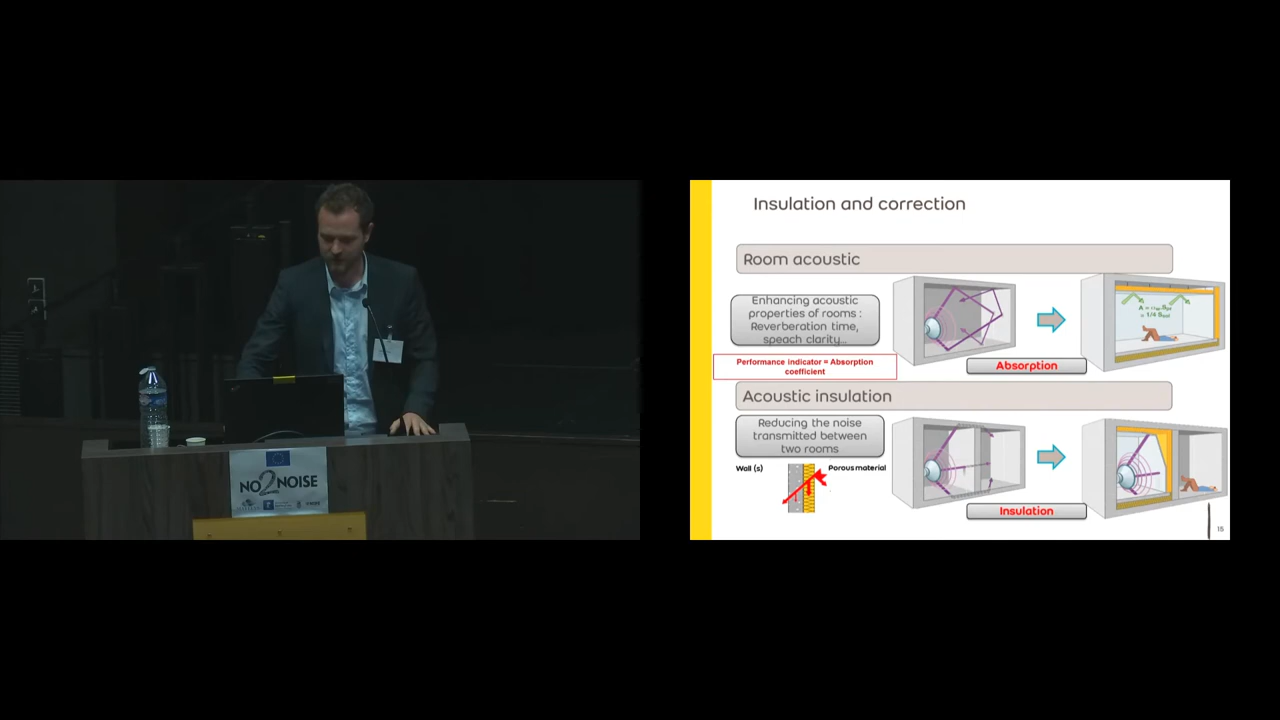 NO2NOISE
Insulation and correction
Room acoustic
Enhancing acoustic
properties of rooms :
Reverberation time,
speach clarity...
Performance indicator = Absorption
coefficient
Absorption
Acoustic insulation
Reducing the noise
transmitted between
two rooms
Wall (s)
Porous material
Insulation
15